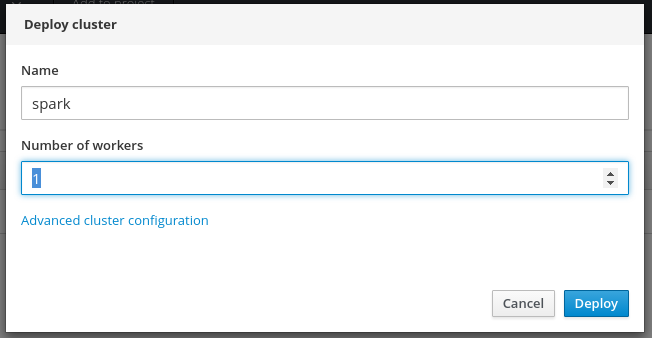 Add to project
Deploy cluster
Name
spark
Number of workers
1
Advanced cluster configuration
Cancel
Deploy